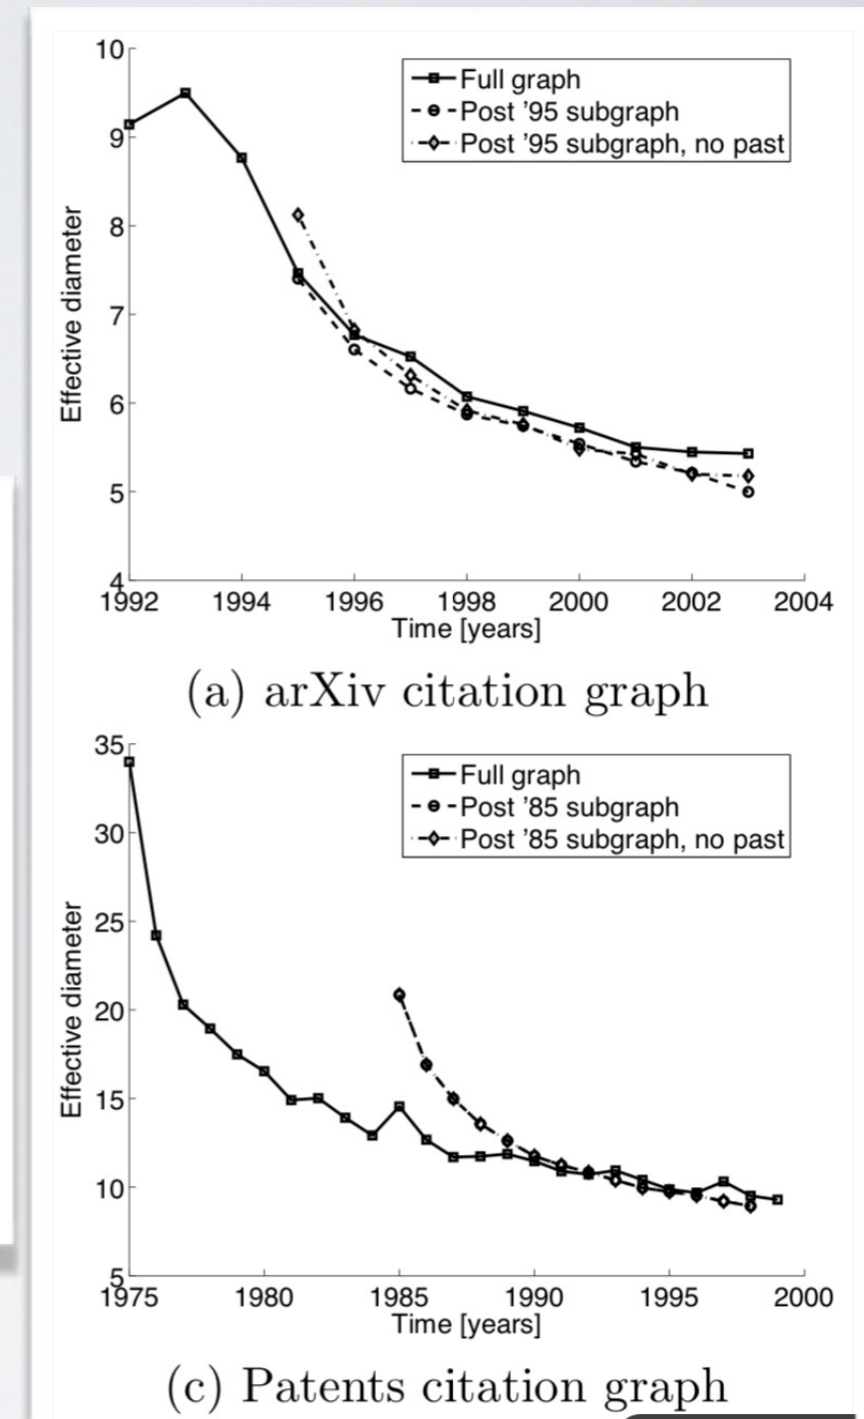 10
9
8
7
6
5
4
Effective diameter
Full graph
Post ’95 subgraph
Post ’95 subgraph, no past
1992 1994 1996 1998 2000 2002 2004
Time [years]
(a) arXiv citation graph
35
30
25
20
15
10
5
Effective diameter
Full graph
Post ’85 subgraph
Post ’85 subgraph, no past
1975 1980 1985 1990 1995 2000
Time [years]
(c) Patents citation graph